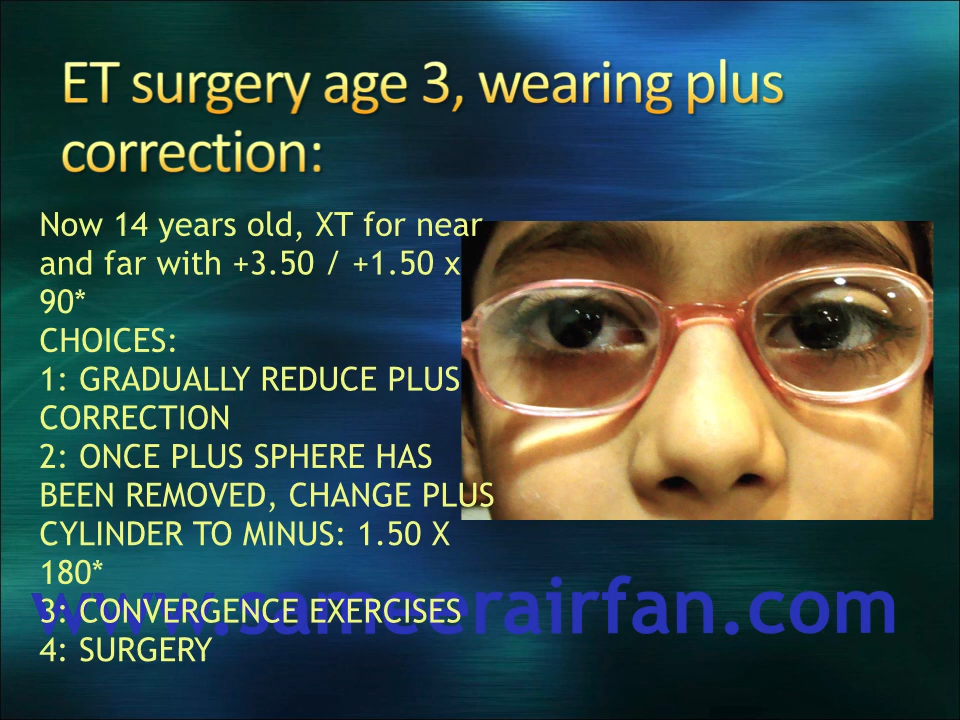 ET surgery age 3, wearing plus
correction:
Now 14 years old, XT for near
and far with +3.50 / +1.50 x
90*
CHOICES:
1: GRADUALLY REDUCE PLUS
CORRECTION
2: ONCE PLUS SPHERE HAS
BEEN REMOVED, CHANGE PLUS
CYLINDER TO MINUS: 1.50 X
180*
3: CONVERGENCE EXERCISES
4: SURGERY
www.sameerairfan.com